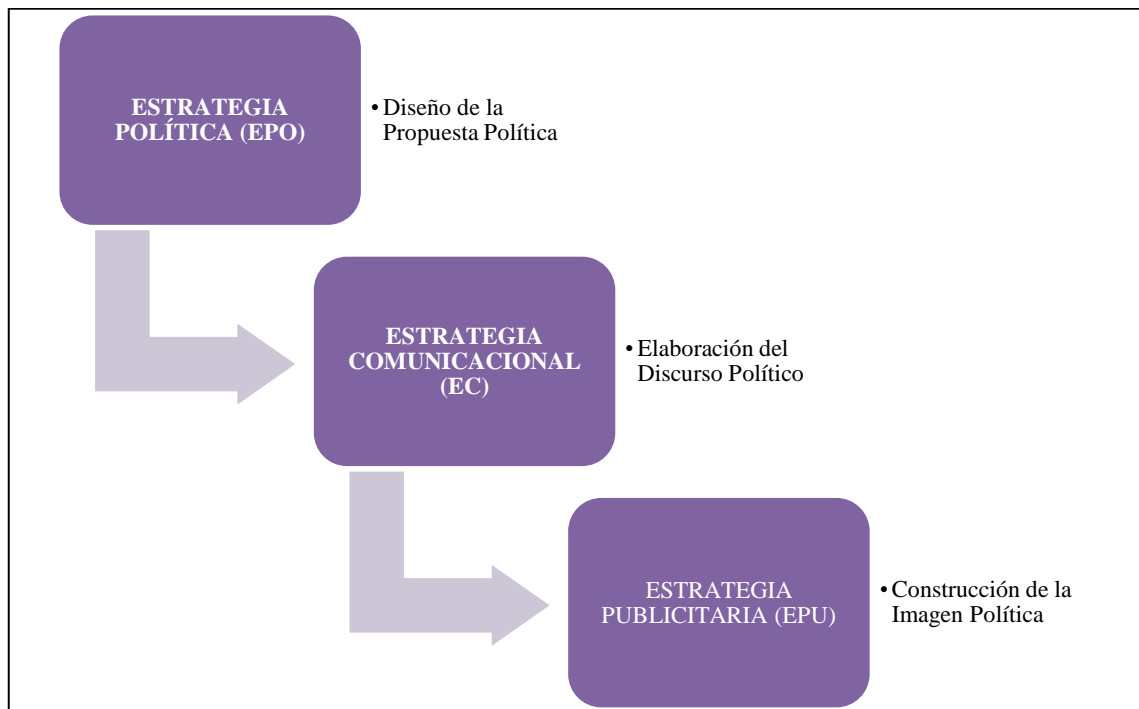 ESTRATEGIA
POLÍTICA (EPO)
• Diseño de la
Propuesta Política
ESTRATEGIA
COMUNICACIONAL
(EC)
• Elaboración del
Discurso Político
ESTRATEGIA
PUBLICITARIA (EPU)
• Construcción de la
Imagen Política